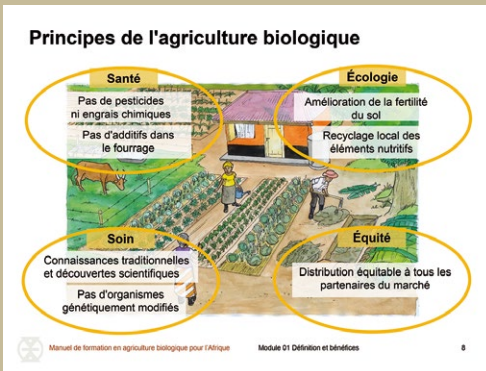 Principes de l'agriculture biologique
Santé
Pas de pesticides
ni engrais chimiques
Pas d'additifs dans
le fourrage
Écologie
Amélioration de la fertilité
du sol
Recyclage local des
éléments nutritifs
Soin
Connaissances traditionnelles
et découvertes scientifiques
Pas d'organismes
génétiquement modifiés
Équité
Distribution équitable à tous les
partenaires du marché
Manuel de formation en agriculture biologique pour l'Afrique
Module 01 Définition et bénéfices
8